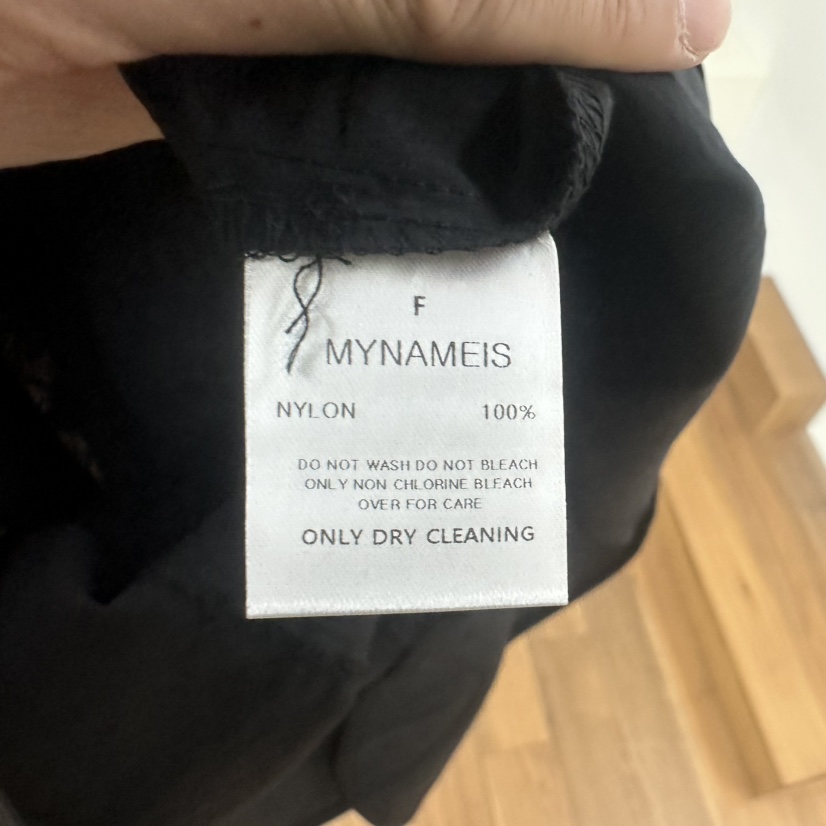 F
MYNAMEIS
NYLON 100%
DO NOT WASH DO NOT BLEACH
ONLY NON CHLORINE BLEACH
OVER FOR CARE
ONLY DRY CLEANING